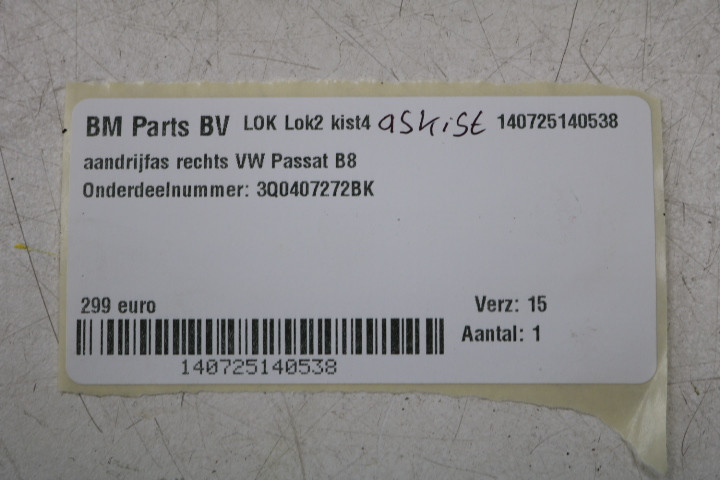 BM Parts BV LOK Lok2 kist4 askist 140725140538
aandrijfas rechts VW Passat B8
Onderdeelnummer: 3Q0407272BK
299 euro
Verz: 15
Aantal: 1
140725140538